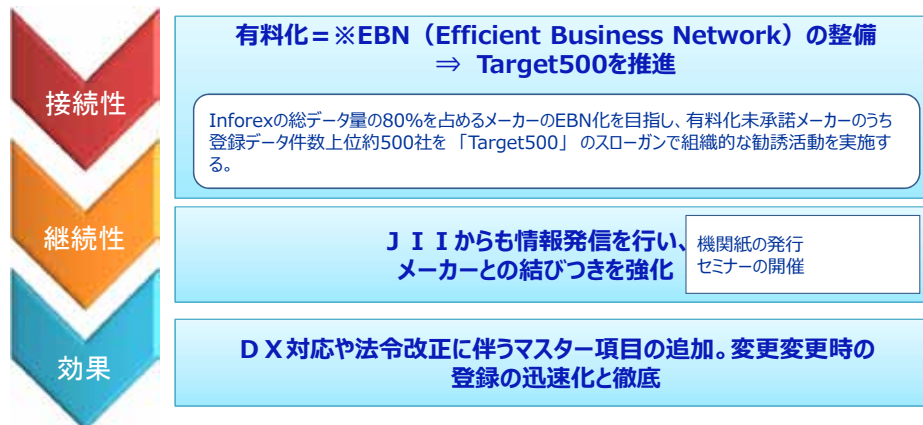 接続性
有料化＝※EBN（Efficient Business Network）の整備
⇒ Target500を推進
Inforexの総データ量の80％を占めるメーカーのEBN化を目指し、有料化未承諾メーカーのうち
登録データ件数上位約500社を 「Target500」 のスローガンで組織的な勧誘活動を実施す
る。
継続性
ＪＩＩからも情報発信を行い、
メーカーとの結びつきを強化
機関紙の発行
セミナーの開催
効果
ＤＸ対応や法令改正に伴うマスター項目の追加。変更変更時の
登録の迅速化と徹底